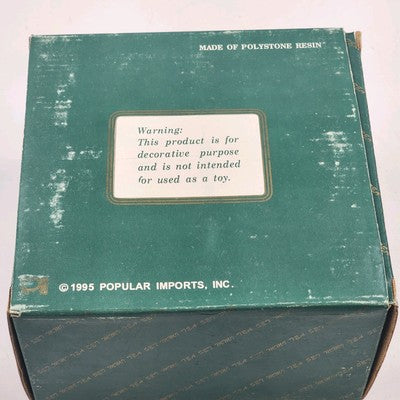 MADE OF POLYSTONE RESIN
Warning:
This product is for
decorative purpose
and is not intended
for used as a toy.
© 1995 POPULAR IMPORTS, INC.